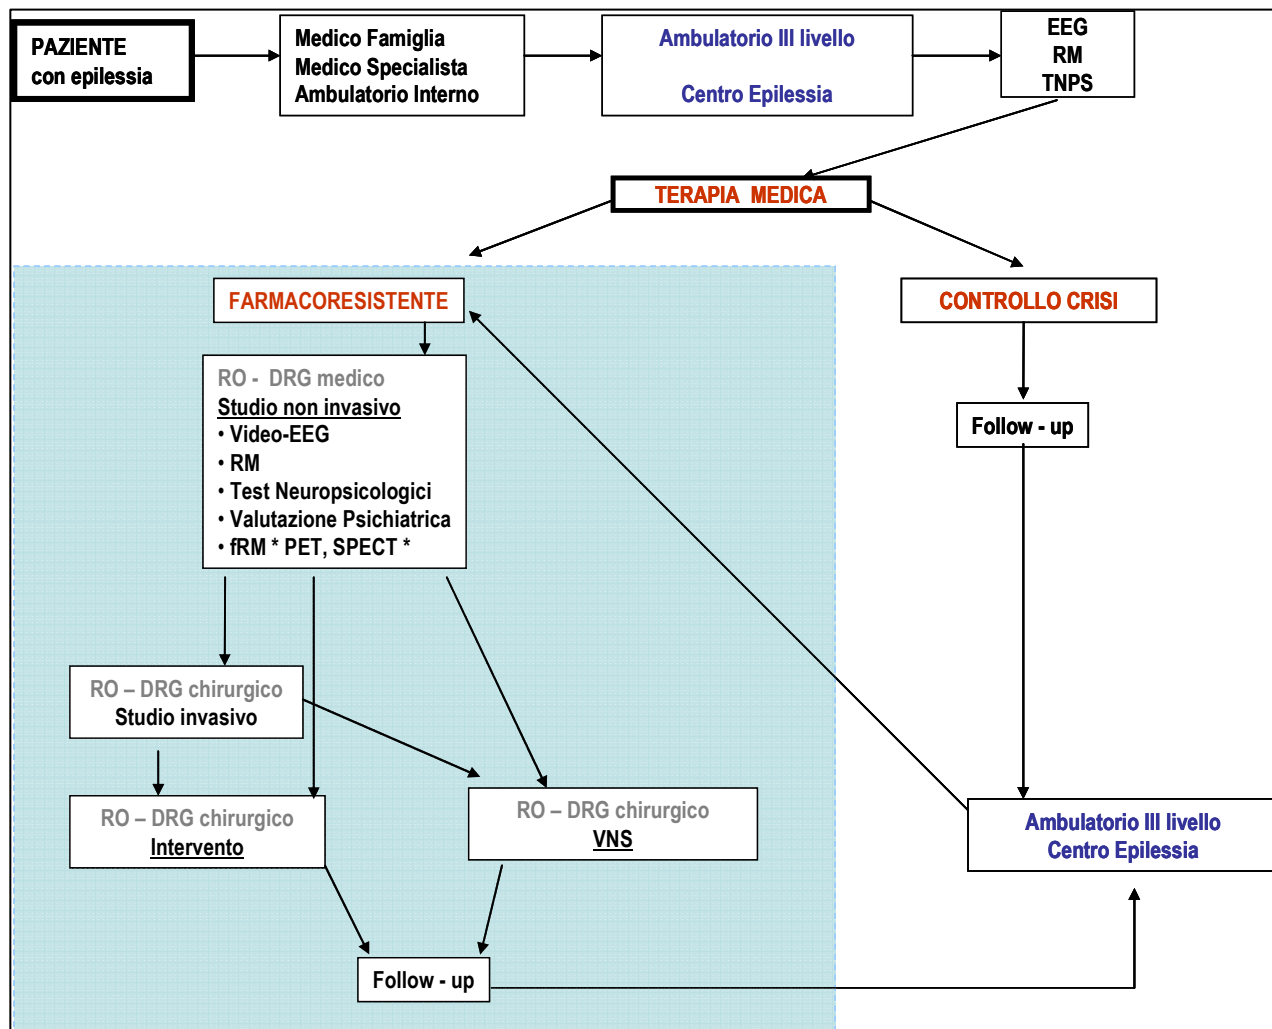 PAZIENTE
con epilessia
Medico Famiglia
Medico Specialista
Ambulatorio Interno
Ambulatorio III livello
Centro Epilessia
EEG
RM
TNPS
TERAPIA MEDICA
FARMACORESISTENTE
CONTROLLO CRISI
RO - DRG medico
Studio non invasivo
• Video-EEG
• RM
• Test Neuropsicologici
• Valutazione Psichiatrica
• fRM * PET, SPECT *
Follow - up
RO – DRG chirurgico
Studio invasivo
RO – DRG chirurgico
Intervento
RO – DRG chirurgico
VNS
Ambulatorio III livello
Centro Epilessia
Follow - up